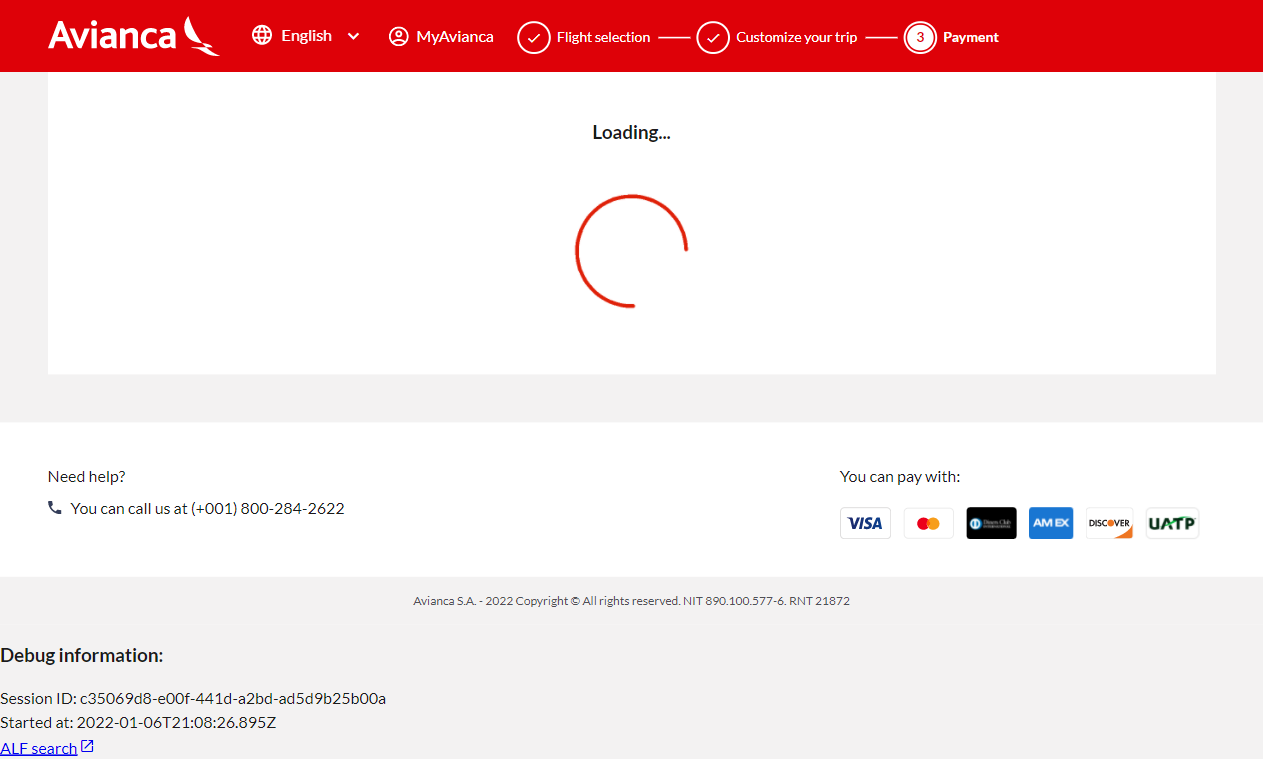 Avianca English MyAvianca Flight selection Customize your trip 3 Payment
Loading...
Need help?
You can call us at (+001) 800-284-2622
You can pay with:
VISA Diners Club INTERNATIONAL AMEX DISCOVER UATP
Avianca S.A. - 2022 Copyright © All rights reserved. NIT 890.100.577-6. RNT 21872
Debug information:
Session ID: c35069d8-e00f-441d-a2bd-ad5d9b25b00a
Started at: 2022-01-06T21:08:26.895Z
ALF search